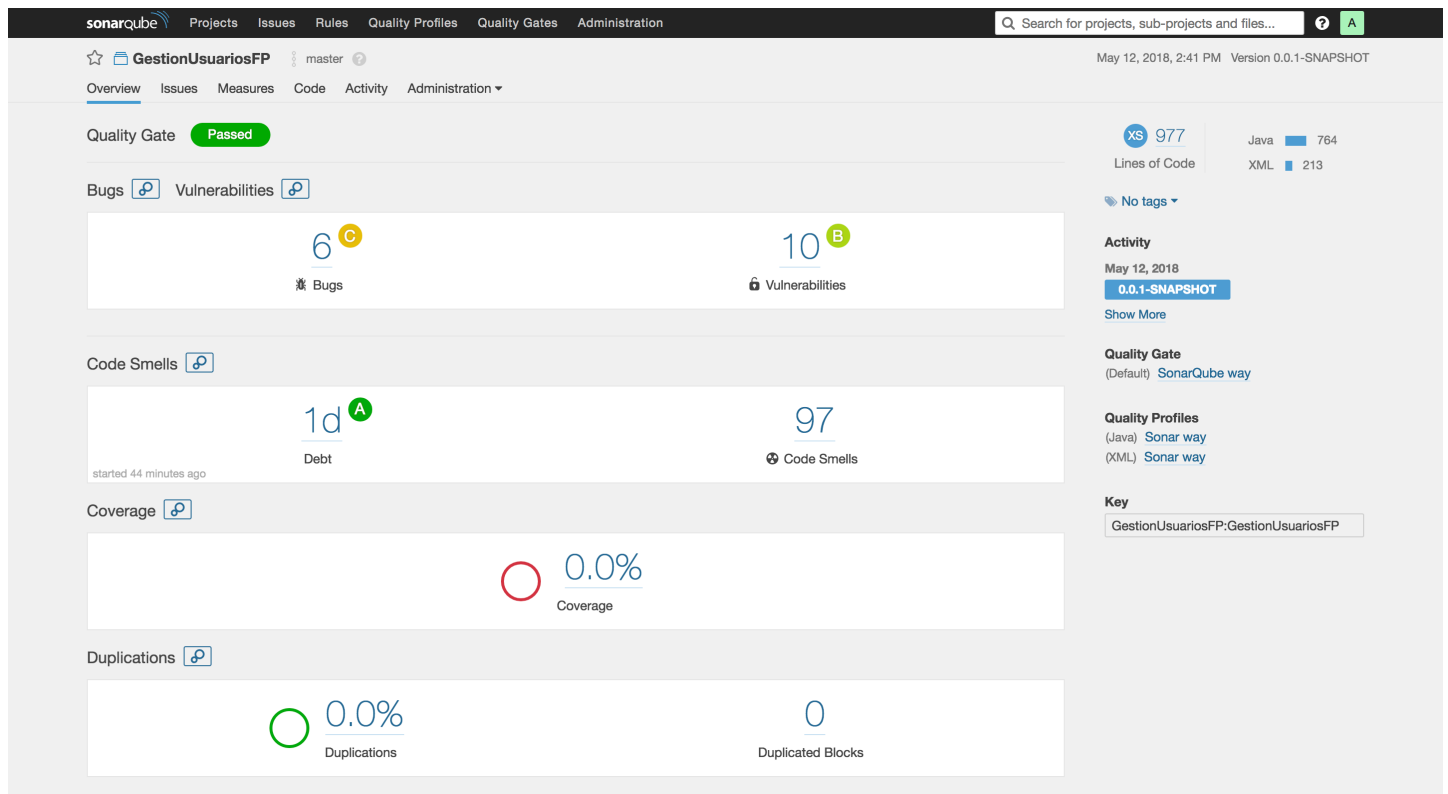 sonarqube Projects Issues Rules Quality Profiles Quality Gates Administration Search for projects, sub-projects and files... ? A
GestionUsuariosFP master ? May 12, 2018, 2:41 PM Version 0.0.1-SNAPSHOT
Overview Issues Measures Code Activity Administration
Quality Gate Passed
XS 977
Lines of Code
Java 764
XML 213
No tags
Bugs Vulnerabilities
6 C
Bugs
10 B
Vulnerabilities
Activity
May 12, 2018
0.0.1-SNAPSHOT
Show More
Code Smells
1d A
Debt
started 44 minutes ago
97
Code Smells
Quality Gate
(Default) SonarQube way
Quality Profiles
(Java) Sonar way
(XML) Sonar way
Key
GestionUsuariosFP:GestionUsuariosFP
Coverage
0.0%
Coverage
Duplications
0.0%
Duplications
0
Duplicated Blocks